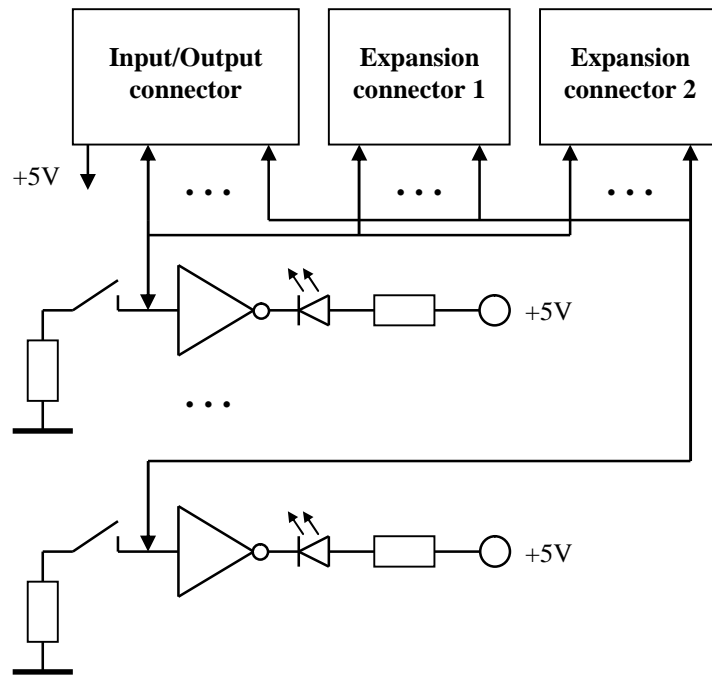 Input/Output
connector
Expansion
connector 1
Expansion
connector 2
+5V
• • •
• • •
• • •
+5V
• • •
+5V